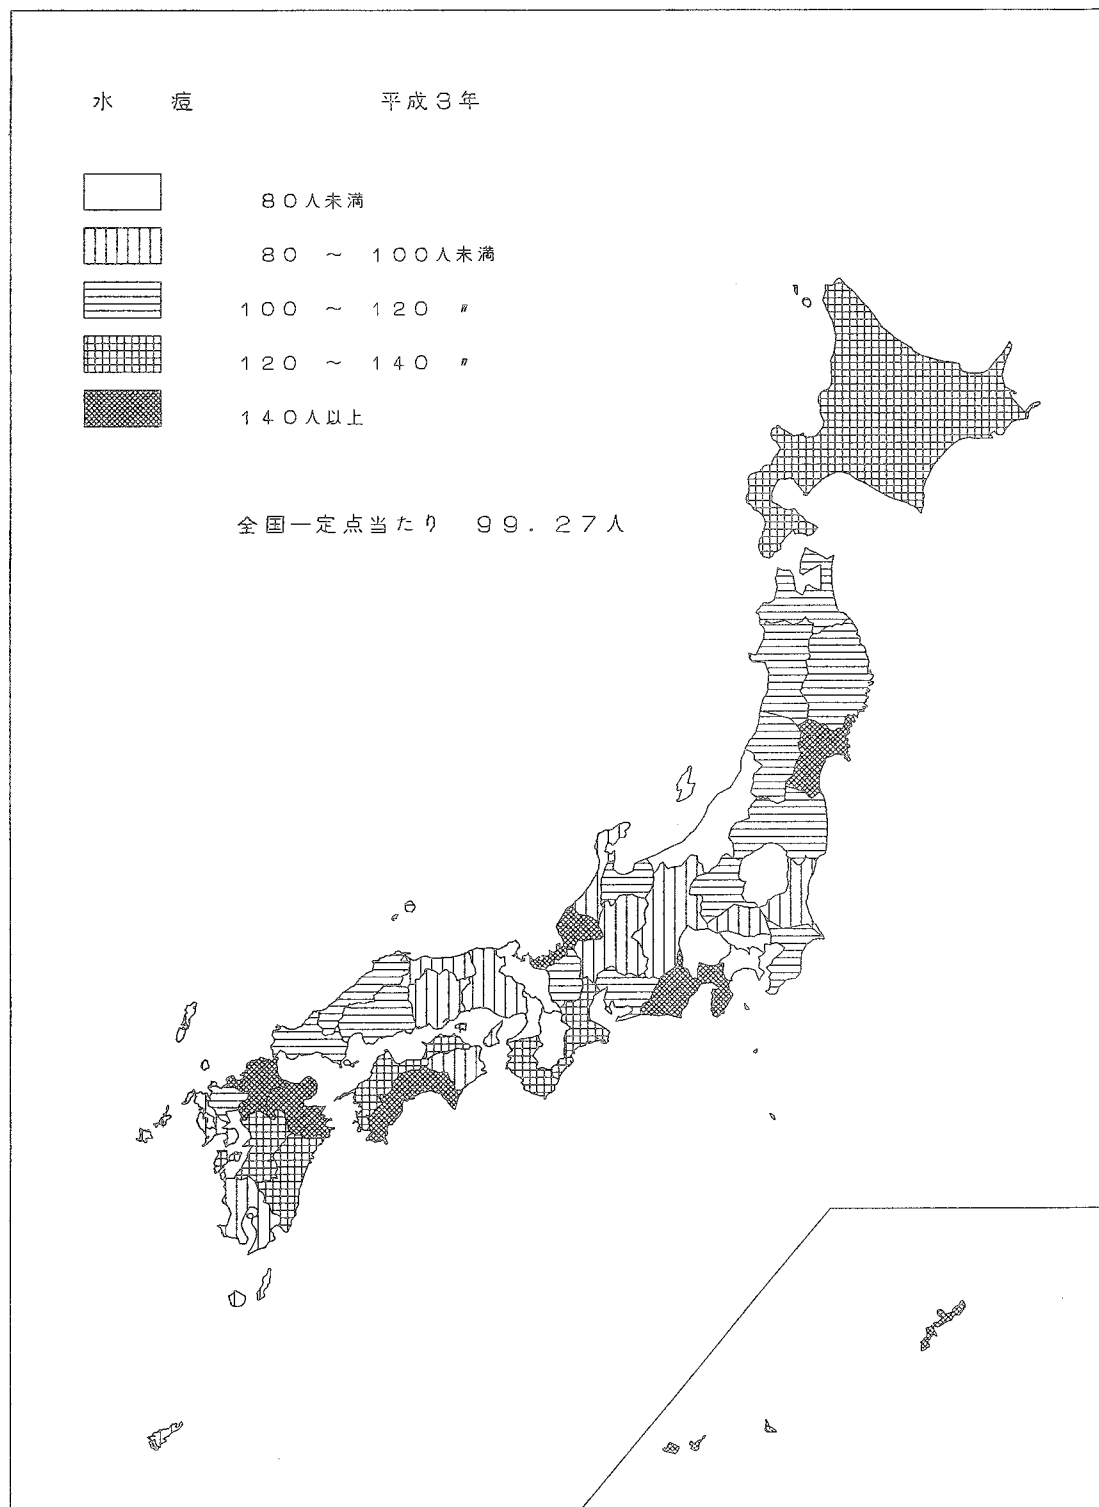 水　痘　平成3年
80人未満
80 ～ 100人未満
100 ～ 120 〃
120 ～ 140 〃
140人以上
全国一定点当たり 99.27人